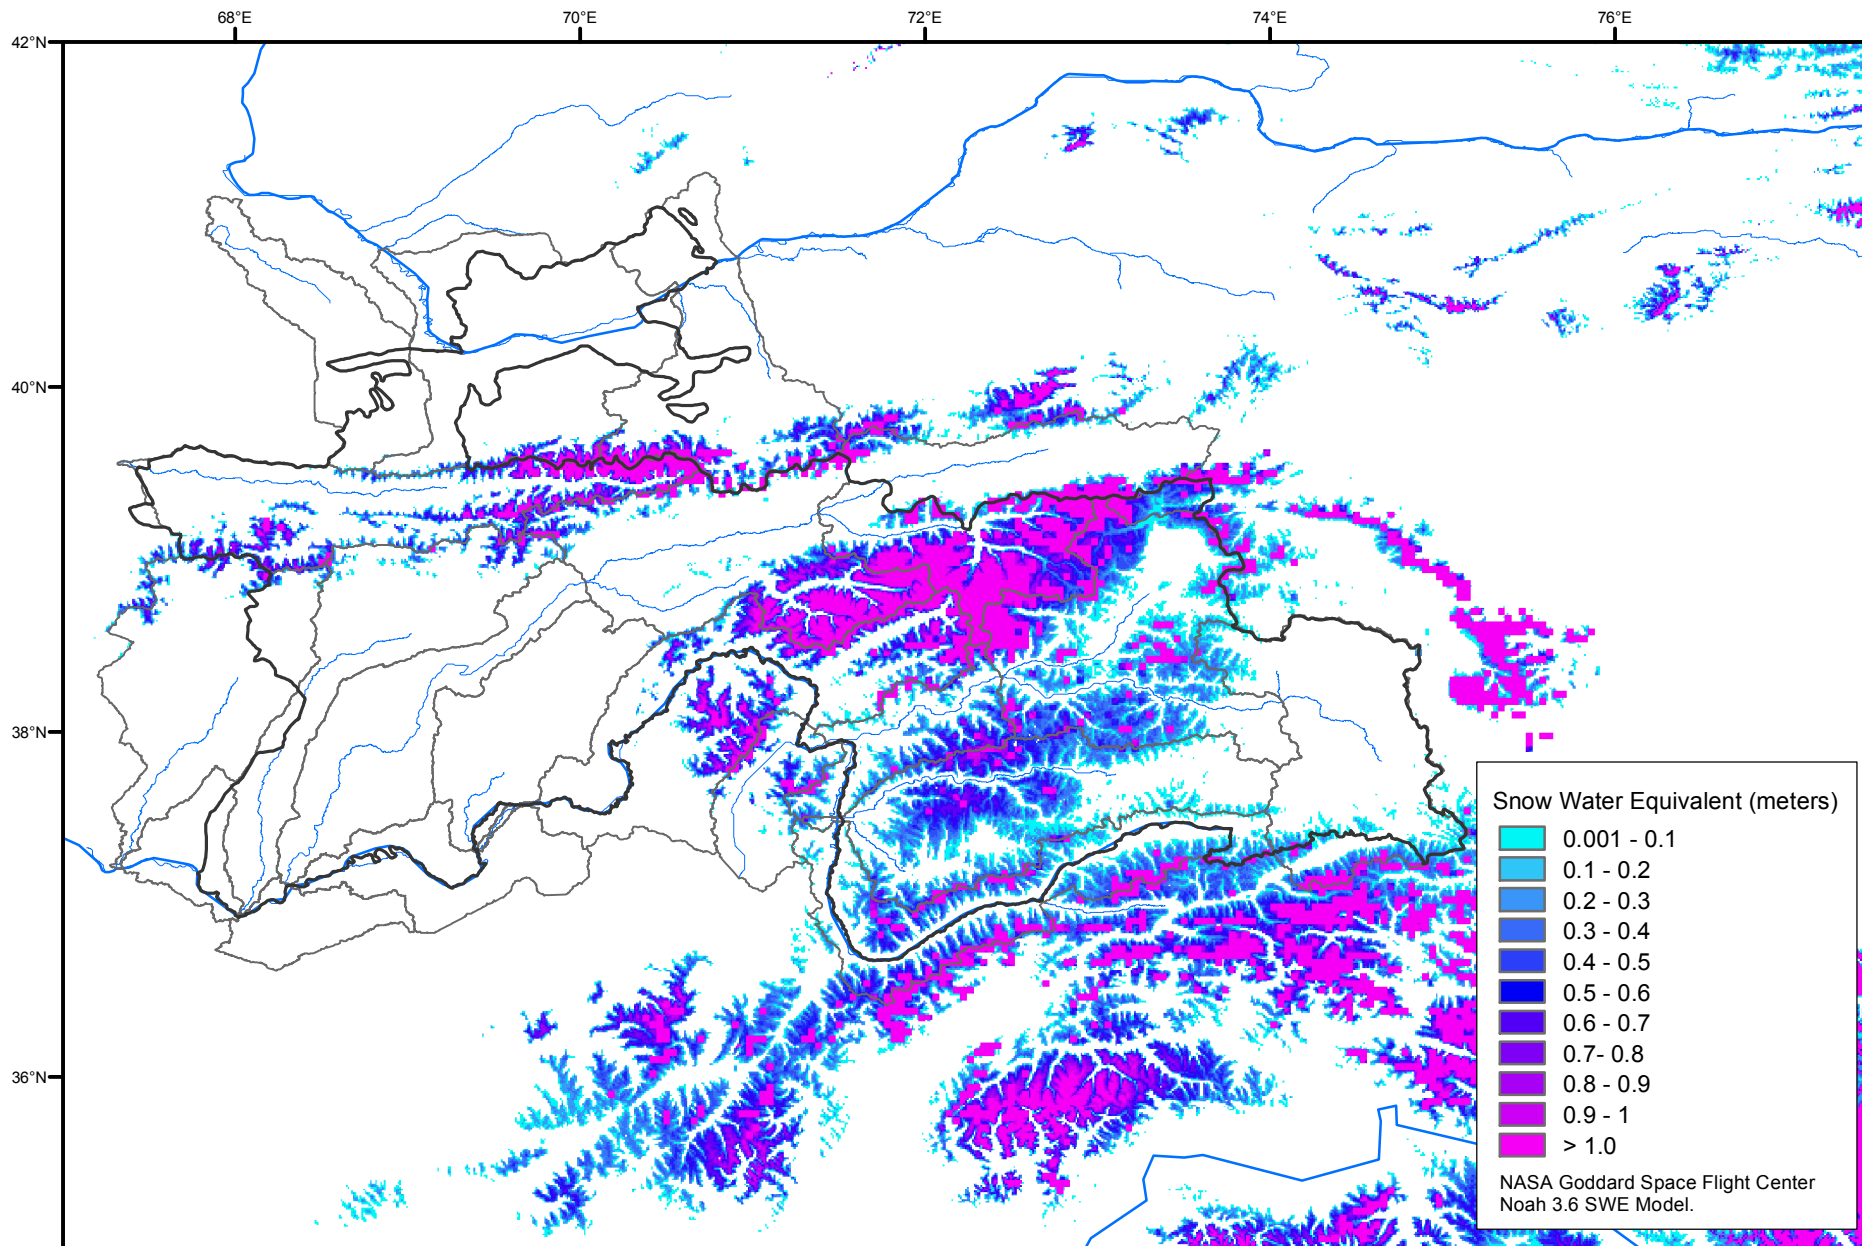 68°E 70°E 72°E 74°E 76°E
42°N
40°N
38°N
36°N
Snow Water Equivalent (meters)
0.001 - 0.1
0.1 - 0.2
0.2 - 0.3
0.3 - 0.4
0.4 - 0.5
0.5 - 0.6
0.6 - 0.7
0.7- 0.8
0.8 - 0.9
0.9 - 1
> 1.0
NASA Goddard Space Flight Center
Noah 3.6 SWE Model.